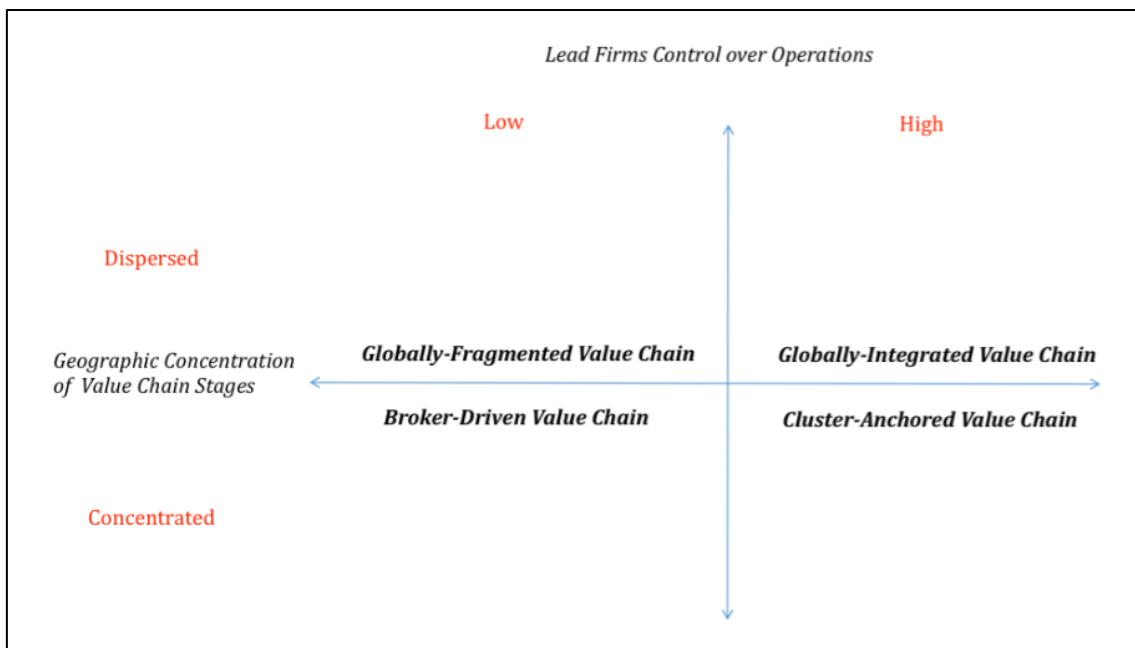 Lead Firms Control over Operations
Low
High
Dispersed
Geographic Concentration
of Value Chain Stages
Globally-Fragmented Value Chain
Globally-Integrated Value Chain
Broker-Driven Value Chain
Cluster-Anchored Value Chain
Concentrated